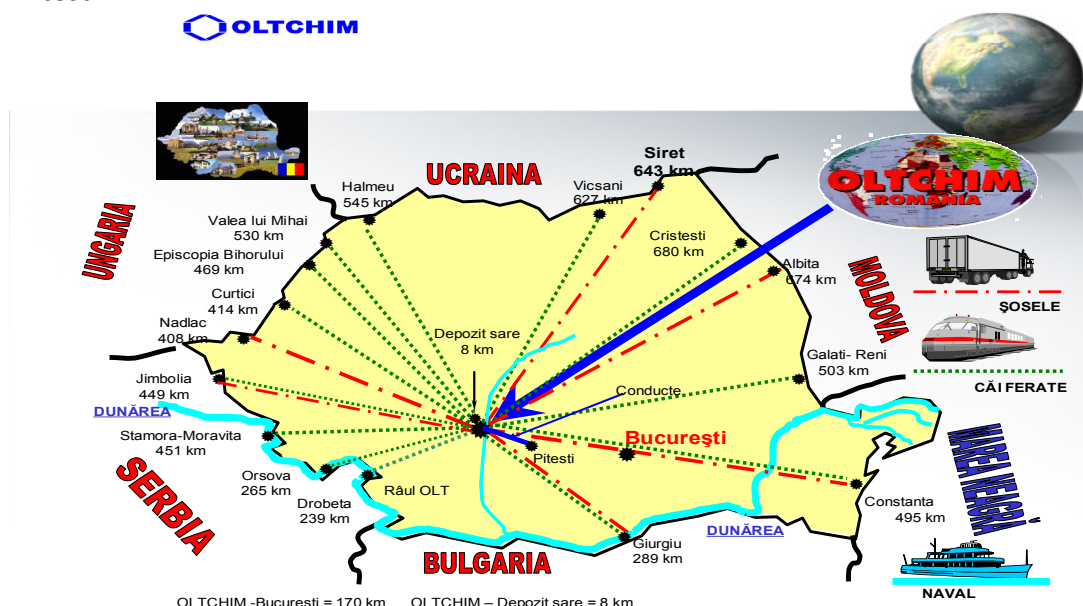 OLTCHIM
UCRAINA
Siret
643 km
Halmeu
545 km
Vicsani
627 km
OLTCHIM
ROMANIA
UNGARIA
Valea lui Mihai
530 km
Cristesti
680 km
Episcopia Bihorului
469 km
Albita
674 km
MOLDOVA
Curtici
414 km
ŞOSELE
Nadlac
408 km
Depozit sare
8 km
Galati- Reni
503 km
Jimbolia
449 km
CĂI FERATE
Conducte
DUNĂREA
Stamora-Moravita
451 km
Bucureşti
Pitesti
MAREA NEAGRĂ
SERBIA
Orsova
265 km
Râul OLT
Drobeta
239 km
Constanta
495 km
DUNĂREA
Giurgiu
289 km
BULGARIA
NAVAL
OLTCHIM -Bucuresti = 170 km OLTCHIM – Depozit sare = 8 km